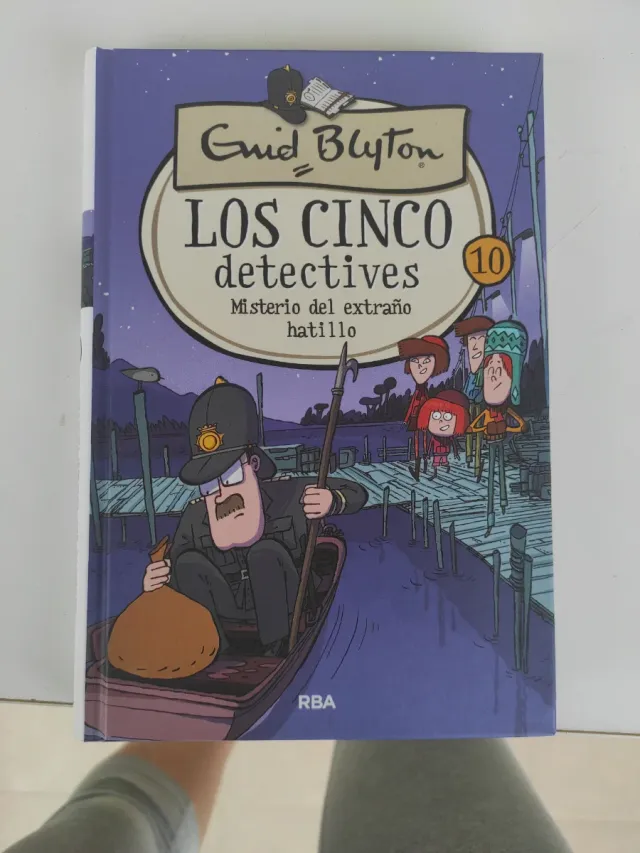 Enid Blyton®
LOS CINCO
detectives
10
Misterio del extraño
hatillo
RBA